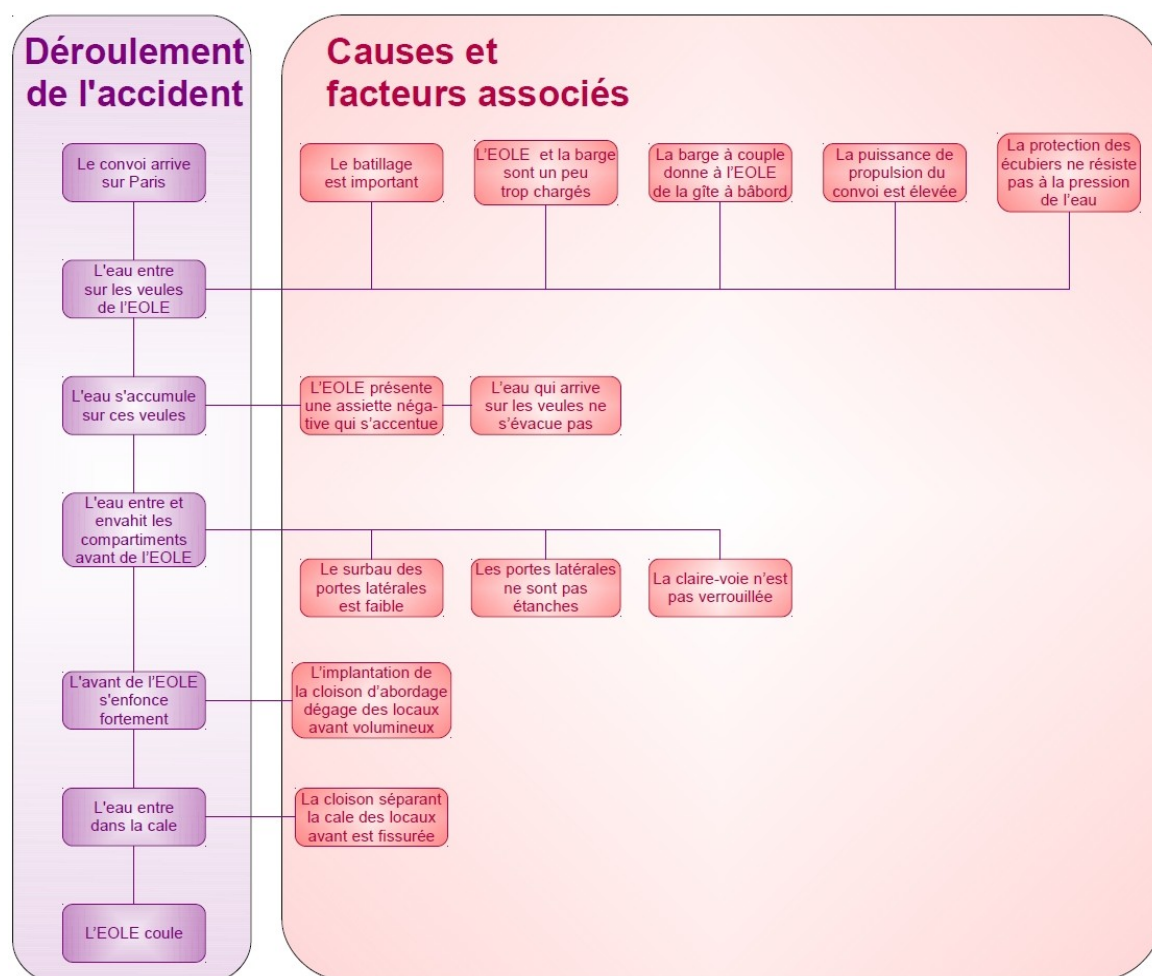 Déroulement
de l'accident
Causes et
facteurs associés
Le convoi arrive
sur Paris
Le batillage
est important
L'EOLE et la barge
sont un peu
trop chargés
La barge à couple
donne à l'EOLE
de la gîte à bâbord
La puissance de
propulsion du
convoi est élevée
La protection des
écubiers ne résiste
pas à la pression
de l'eau
L'eau entre
sur les veules
de l'EOLE
L'eau s'accumule
sur ces veules
L'EOLE présente
une assiette néga-
tive qui s'accentue
L'eau qui arrive
sur les veules ne
s'évacue pas
L'eau entre et
envahit les
compartiments
avant de l'EOLE
Le surbau des
portes latérales
est faible
Les portes latérales
ne sont pas
étanches
La claire-voie n'est
pas verrouillée
L'avant de l'EOLE
s'enfonce
fortement
L'implantation de
la cloison d'abordage
dégage des locaux
avant volumineux
L'eau entre
dans la cale
La cloison séparant
la cale des locaux
avant est fissurée
L'EOLE coule